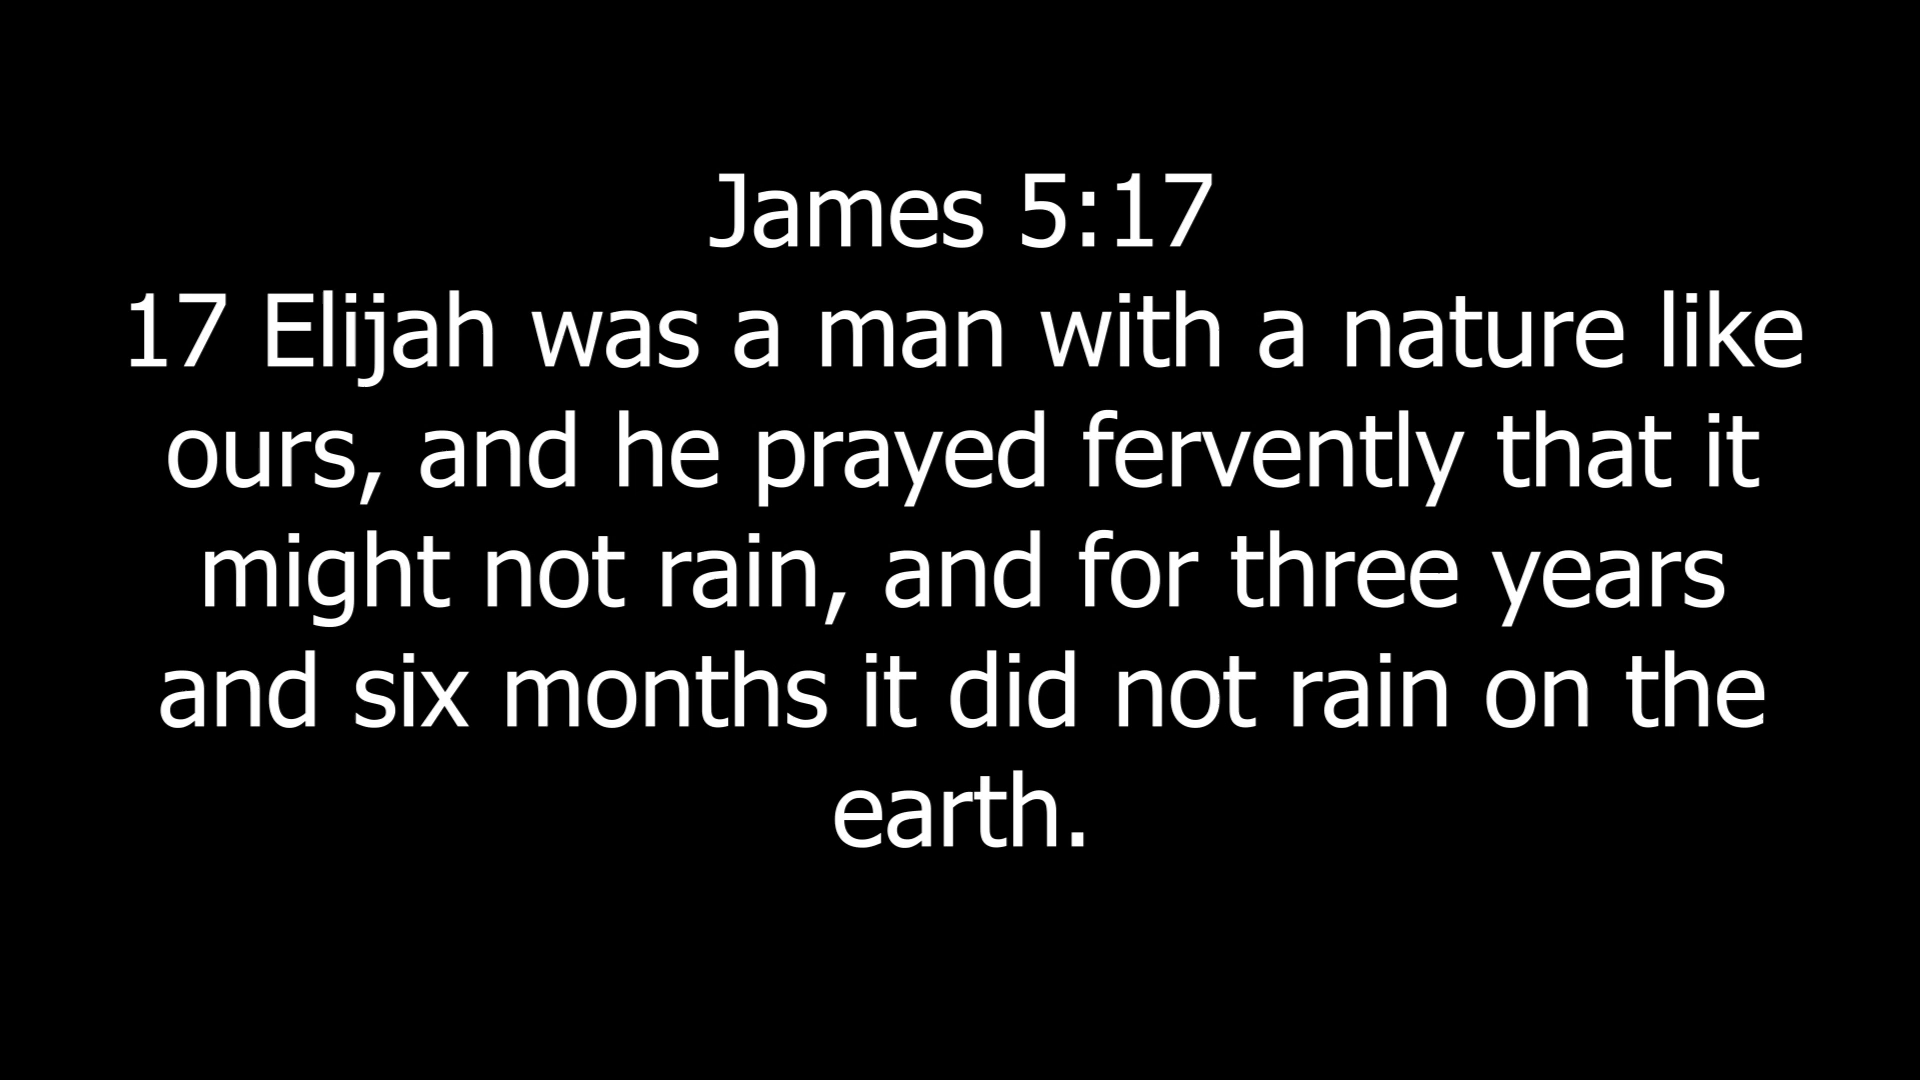 James 5:17
17 Elijah was a man with a nature like
ours, and he prayed fervently that it
might not rain, and for three years
and six months it did not rain on the
earth.